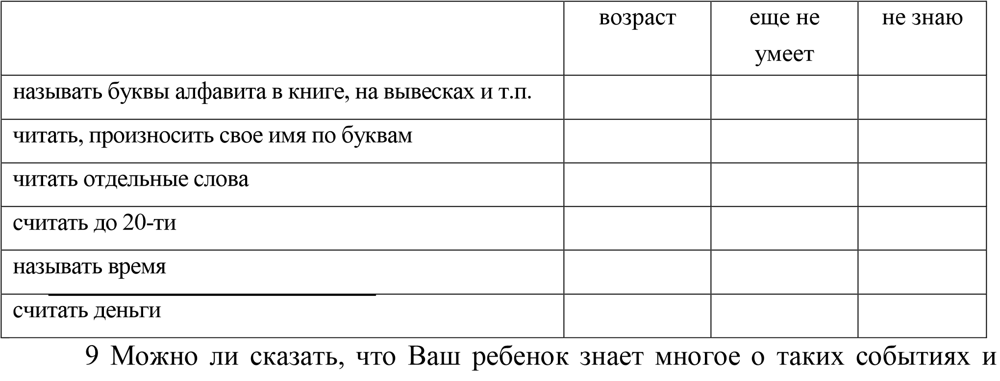 возраст еще не не знаю
умеет
называть буквы алфавита в книге, на вывесках и т.п.
читать, произносить свое имя по буквам
читать отдельные слова
считать до 20-ти
называть время
считать деньги
9 Можно ли сказать, что Ваш ребенок знает многое о таких событиях и